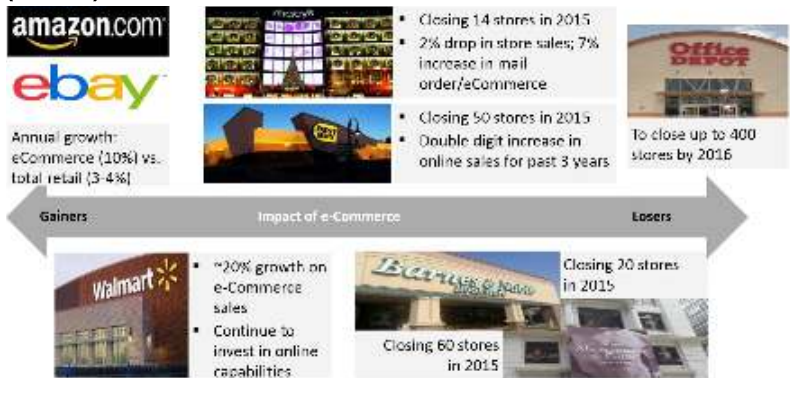 amazon.com
ebay
Annual growth:
eCommerce (10%) vs.
total retail (3-4%)
macy's
▪ Closing 14 stores in 2015
▪ 2% drop in store sales; 7%
increase in mail
order/eCommerce
BEST BUY
▪ Closing 50 stores in 2015
▪ Double digit increase in
online sales for past 3 years
Office
DEPOT
To close up to 400
stores by 2016
Gainers
Impact of e-Commerce
Losers
Walmart
▪ ~20% growth on
e-Commerce
sales
▪ Continue to
invest in online
capabilities
Barnes & Noble
Closing 60 stores
in 2015
Closing 20 stores
in 2015